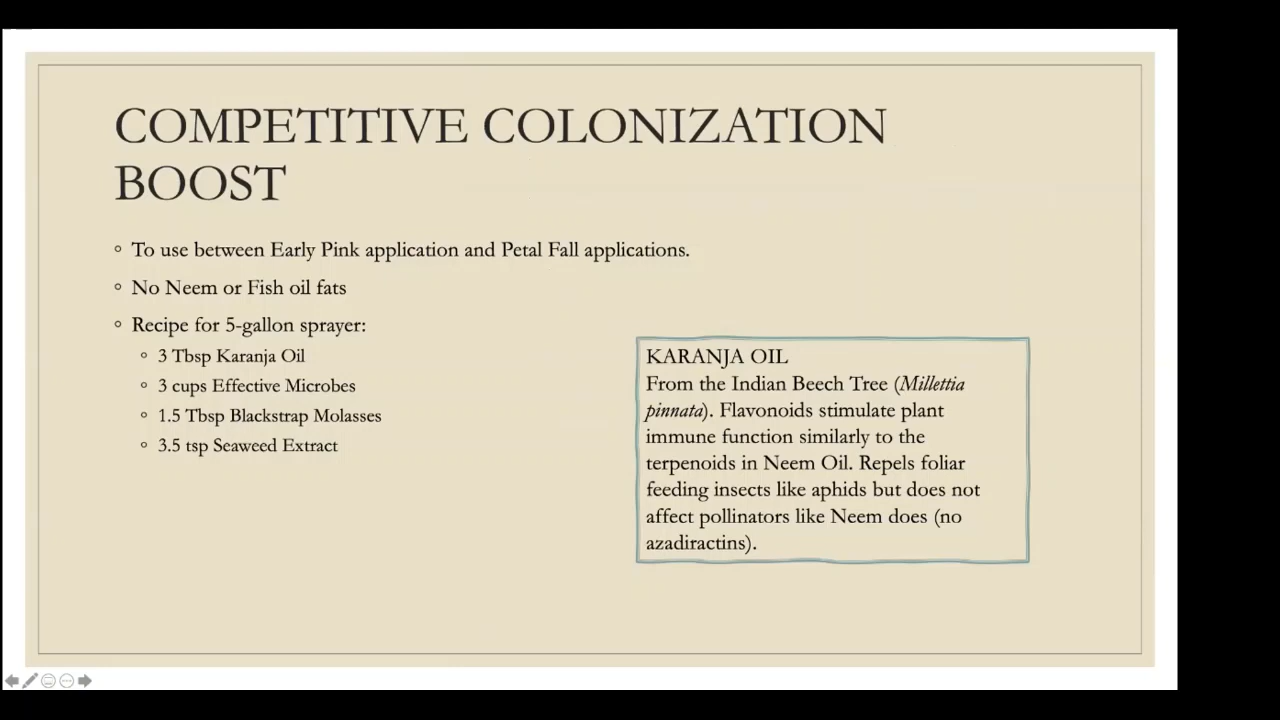 COMPETITIVE COLONIZATION
BOOST
◦ To use between Early Pink application and Petal Fall applications.
◦ No Neem or Fish oil fats
◦ Recipe for 5-gallon sprayer:
◦ 3 Tbsp Karanja Oil
◦ 3 cups Effective Microbes
◦ 1.5 Tbsp Blackstrap Molasses
◦ 3.5 tsp Seaweed Extract
KARANJA OIL
From the Indian Beech Tree (Millettia
pinnata). Flavonoids stimulate plant
immune function similarly to the
terpenoids in Neem Oil. Repels foliar
feeding insects like aphids but does not
affect pollinators like Neem does (no
azadiractins).